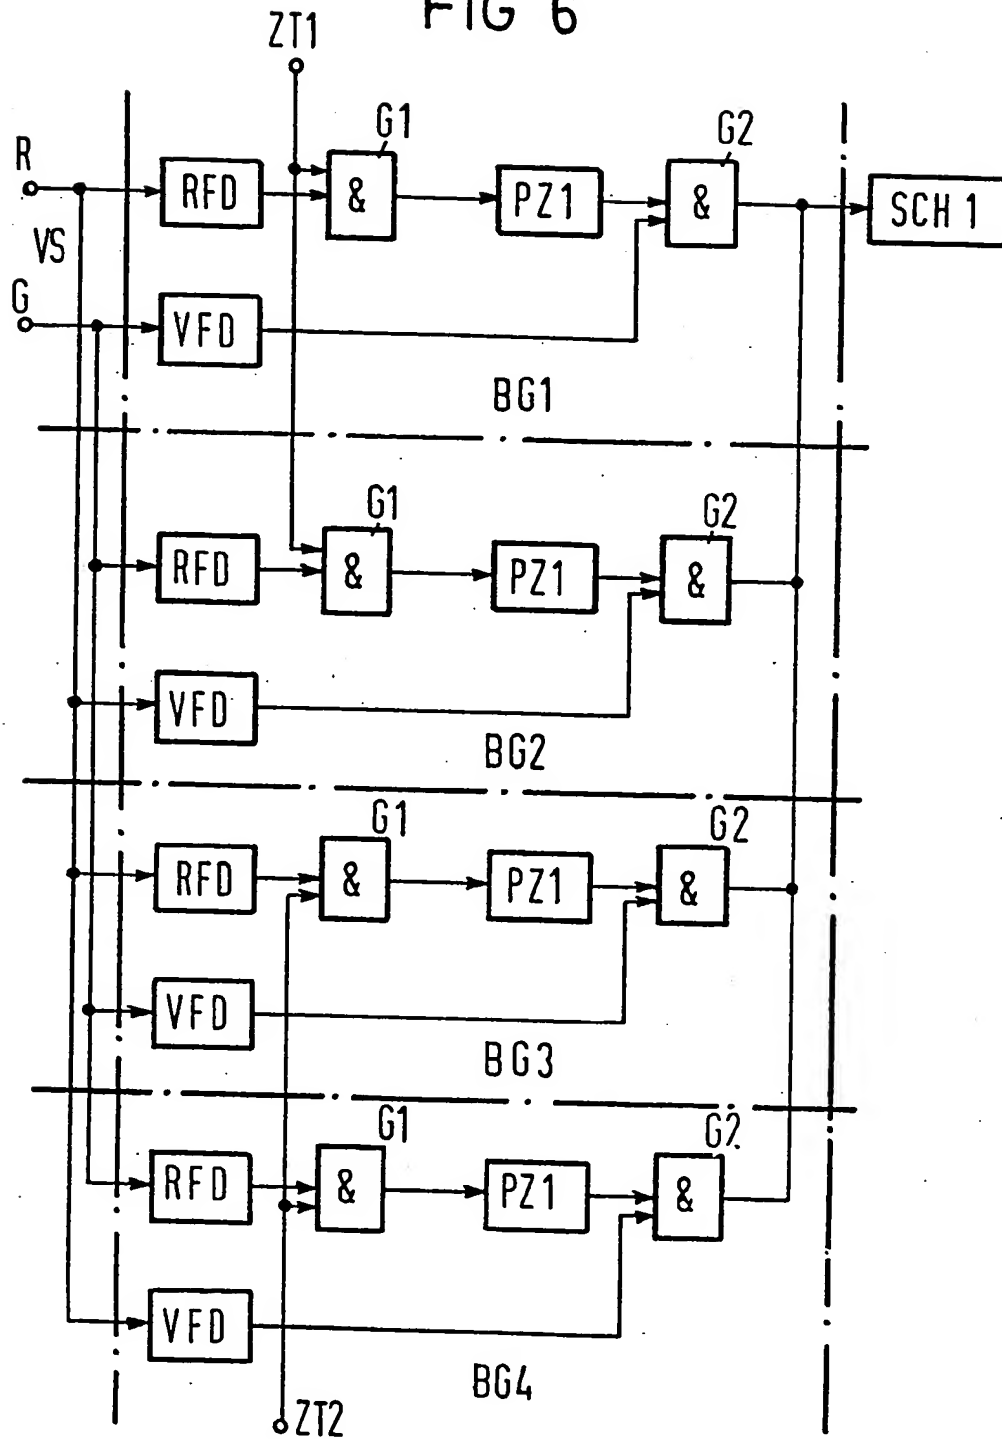 FIG 6
ZT1
G1
G2
R
RFD
&
PZ1
&
SCH 1
VS
G
VFD
BG1
G1
G2
RFD
&
PZ1
&
VFD
BG2
G1
G2
RFD
&
PZ1
&
VFD
BG3
G1
G2
RFD
&
PZ1
&
VFD
BG4
ZT2